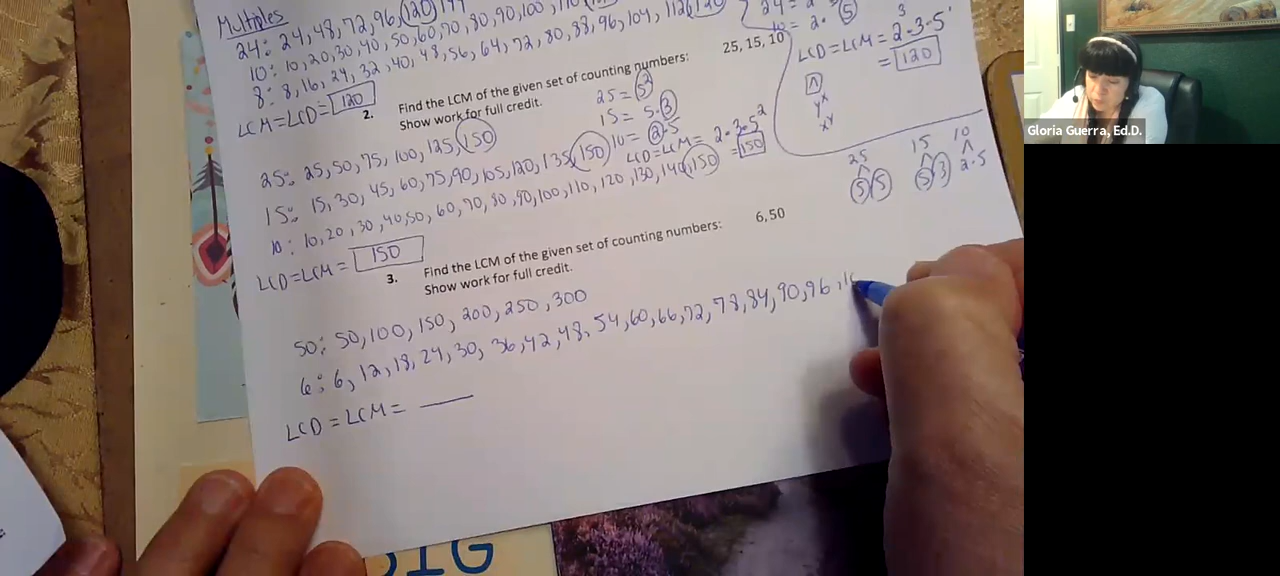 Multiples
24: 24, 48, 72, 96, 120, 144
10: 10, 20, 30, 40, 50, 60, 70, 80, 90, 100, 110
8: 8, 16, 24, 32, 40, 48, 56, 64, 72, 80, 88, 96, 104, 112, 120
LCM=LCD= 120
24 = 2
10 = 2 · 5
LCD=LCM = 2³·3·5
= 120
2. Find the LCM of the given set of counting numbers: 25, 15, 10
Show work for full credit.
25: 25, 50, 75, 100, 125, 150
15: 15, 30, 45, 60, 75, 90, 105, 120, 135, 150
10: 10, 20, 30, 40, 50, 60, 70, 80, 90, 100, 110, 120, 130, 140, 150
LCD=LCM= 150
25 = 5²
15 = 5·3
10 = 2·5
LCD=LCM = 2·3·5²
= 150
25 15 10
5 5 5 3 2·5
3. Find the LCM of the given set of counting numbers: 6,50
Show work for full credit.
50: 50, 100, 150, 200, 250, 300
6: 6, 12, 18, 24, 30, 36, 42, 48, 54, 60, 66, 72, 78, 84, 90, 96, 10
LCD = LCM =
Gloria Guerra, Ed.D.